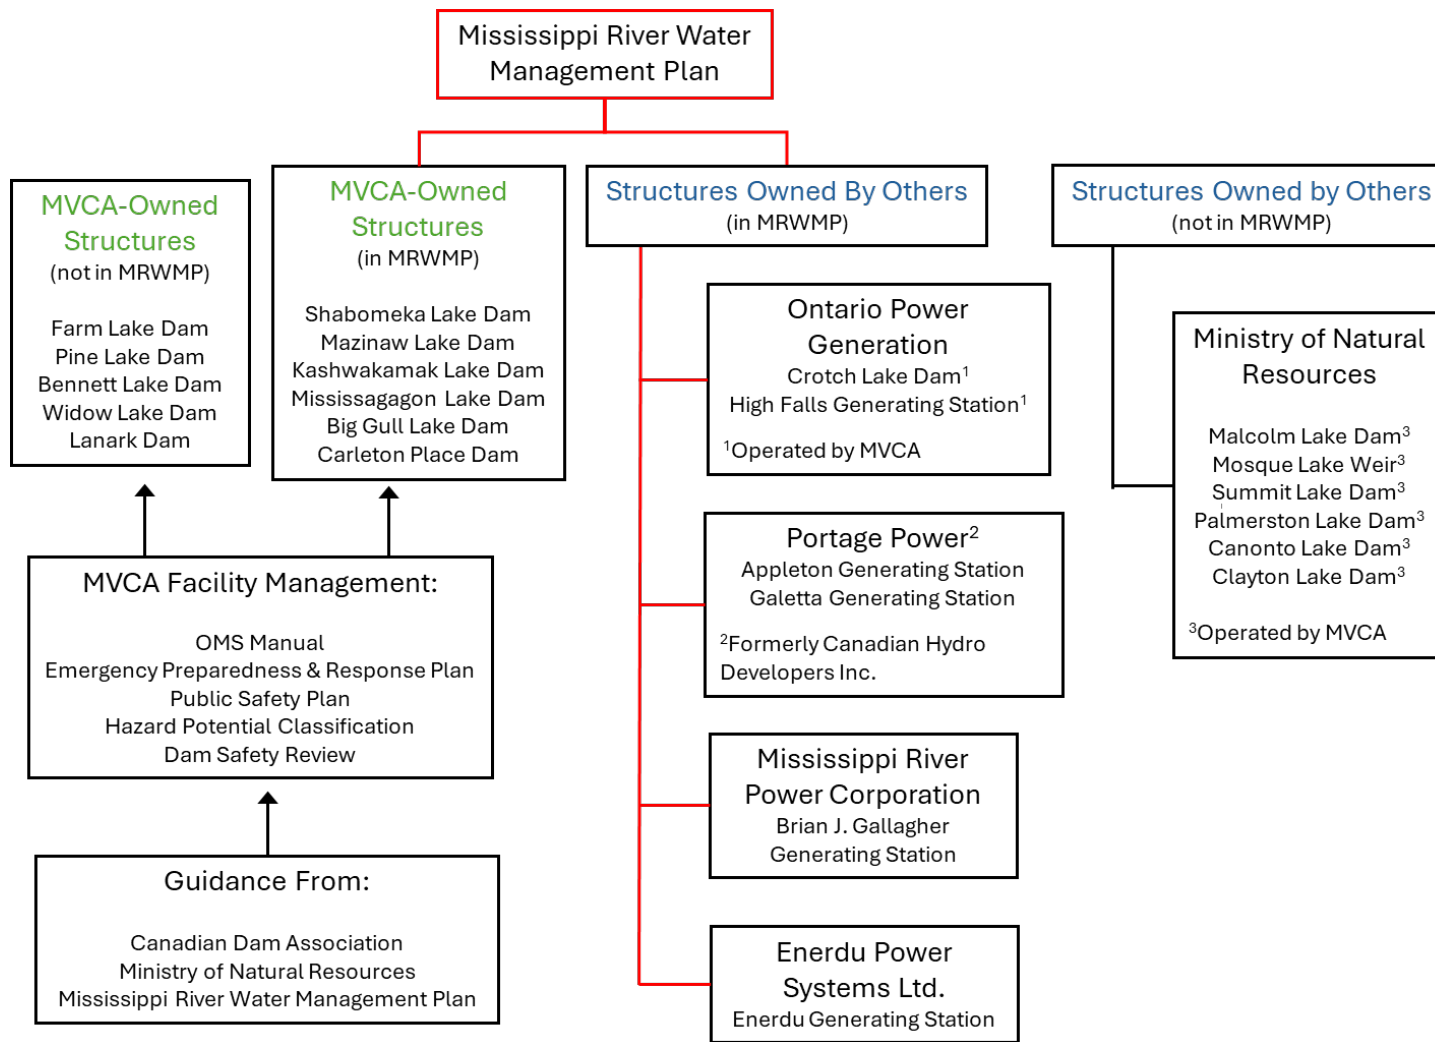 Mississippi River Water
Management Plan
MVCA-Owned
Structures
(not in MRWMP)
Farm Lake Dam
Pine Lake Dam
Bennett Lake Dam
Widow Lake Dam
Lanark Dam
MVCA-Owned
Structures
(in MRWMP)
Shabomeka Lake Dam
Mazinaw Lake Dam
Kashwakamak Lake Dam
Mississagagon Lake Dam
Big Gull Lake Dam
Carleton Place Dam
Structures Owned By Others
(in MRWMP)
Structures Owned by Others
(not in MRWMP)
Ontario Power
Generation
Crotch Lake Dam¹
High Falls Generating Station¹
¹Operated by MVCA
Portage Power²
Appleton Generating Station
Galetta Generating Station
²Formerly Canadian Hydro
Developers Inc.
Mississippi River
Power Corporation
Brian J. Gallagher
Generating Station
Enerdu Power
Systems Ltd.
Enerdu Generating Station
Ministry of Natural
Resources
Malcolm Lake Dam³
Mosque Lake Weir³
Summit Lake Dam³
Palmerston Lake Dam³
Canonto Lake Dam³
Clayton Lake Dam³
³Operated by MVCA
MVCA Facility Management:
OMS Manual
Emergency Preparedness & Response Plan
Public Safety Plan
Hazard Potential Classification
Dam Safety Review
Guidance From:
Canadian Dam Association
Ministry of Natural Resources
Mississippi River Water Management Plan